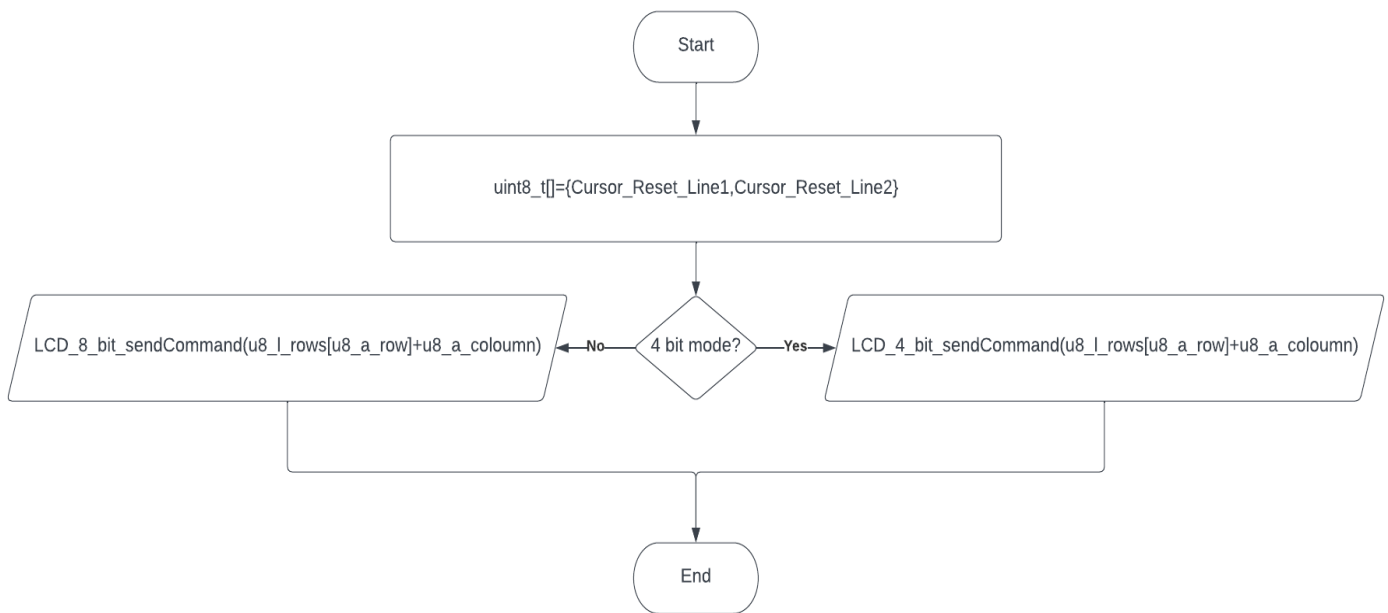 Start
uint8_t[]={Cursor_Reset_Line1,Cursor_Reset_Line2}
LCD_8_bit_sendCommand(u8_l_rows[u8_a_row]+u8_a_coloumn)
No
4 bit mode?
Yes
LCD_4_bit_sendCommand(u8_l_rows[u8_a_row]+u8_a_coloumn)
End